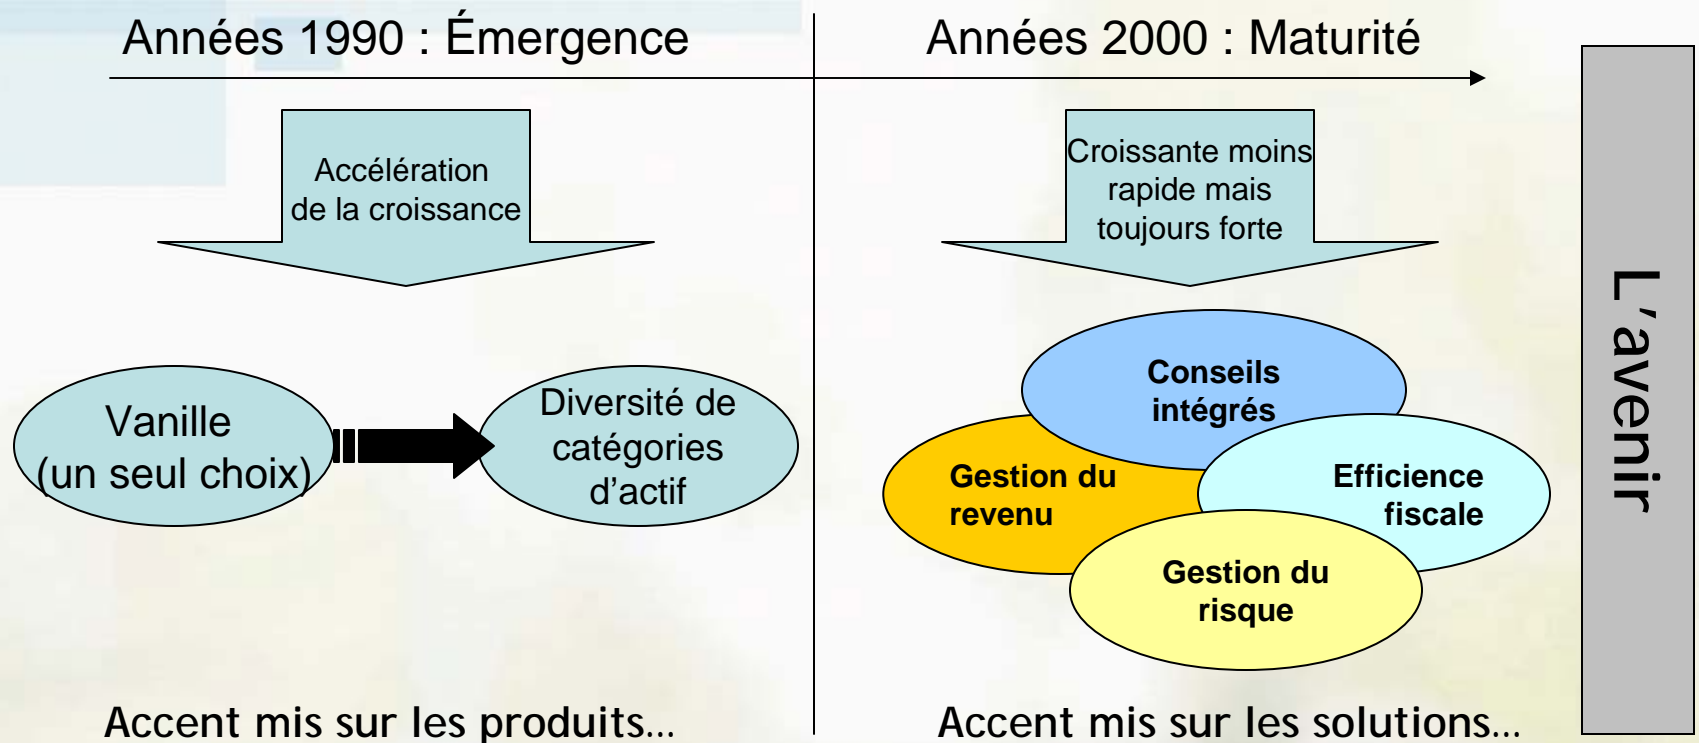 Années 1990 : Émergence
Accélération
de la croissance
Vanille
(un seul choix)
Diversité de
catégories
d'actif
Accent mis sur les produits...
Années 2000 : Maturité
Croissante moins
rapide mais
toujours forte
Conseils
intégrés
Gestion du
revenu
Efficience
fiscale
Gestion du
risque
Accent mis sur les solutions...
L'avenir